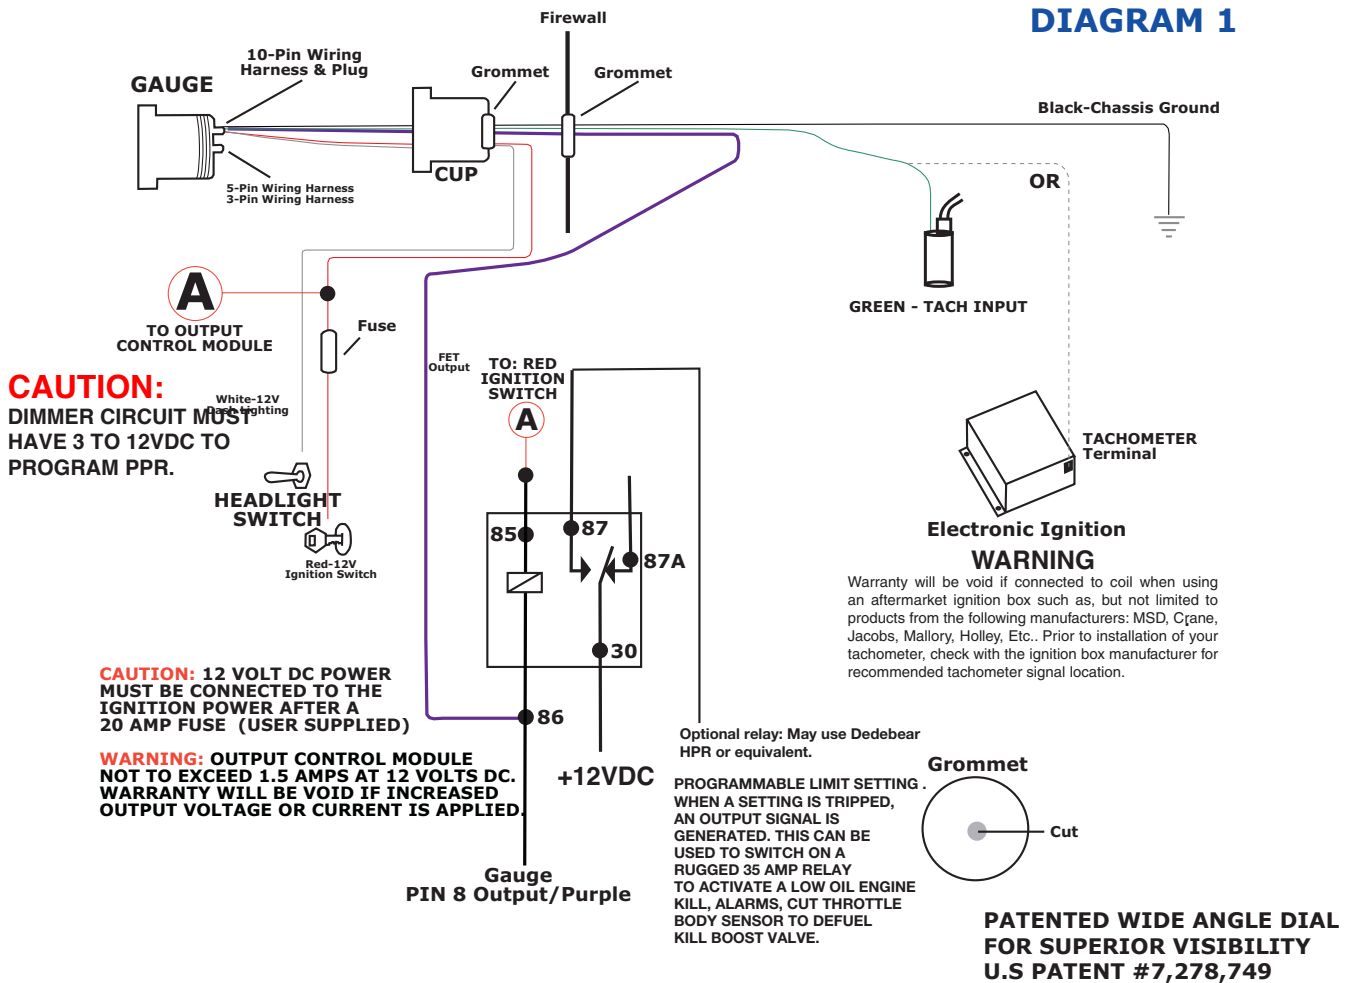 DIAGRAM 1
Firewall
10-Pin Wiring
Harness & Plug
GAUGE
Grommet
Grommet
Black-Chassis Ground
CUP
5-Pin Wiring Harness
3-Pin Wiring Harness
OR
A
TO OUTPUT
CONTROL MODULE
Fuse
GREEN - TACH INPUT
CAUTION:
DIMMER CIRCUIT MUST
HAVE 3 TO 12VDC TO
PROGRAM PPR.
White-12V
Dash Lighting
FET
Output
TO: RED
IGNITION
SWITCH
A
HEADLIGHT
SWITCH
Red-12V
Ignition Switch
85
87
87A
30
86
+12VDC
TACHOMETER
Terminal
Electronic Ignition
WARNING
Warranty will be void if connected to coil when using
an aftermarket ignition box such as, but not limited to
products from the following manufacturers: MSD, Crane,
Jacobs, Mallory, Holley, Etc.. Prior to installation of your
tachometer, check with the ignition box manufacturer for
recommended tachometer signal location.
CAUTION: 12 VOLT DC POWER
MUST BE CONNECTED TO THE
IGNITION POWER AFTER A
20 AMP FUSE (USER SUPPLIED)
WARNING: OUTPUT CONTROL MODULE
NOT TO EXCEED 1.5 AMPS AT 12 VOLTS DC.
WARRANTY WILL BE VOID IF INCREASED
OUTPUT VOLTAGE OR CURRENT IS APPLIED.
Gauge
PIN 8 Output/Purple
Optional relay: May use Dedebear
HPR or equivalent.
PROGRAMMABLE LIMIT SETTING .
WHEN A SETTING IS TRIPPED,
AN OUTPUT SIGNAL IS
GENERATED. THIS CAN BE
USED TO SWITCH ON A
RUGGED 35 AMP RELAY
TO ACTIVATE A LOW OIL ENGINE
KILL, ALARMS, CUT THROTTLE
BODY SENSOR TO DEFUEL
KILL BOOST VALVE.
Grommet
Cut
PATENTED WIDE ANGLE DIAL
FOR SUPERIOR VISIBILITY
U.S PATENT #7,278,749